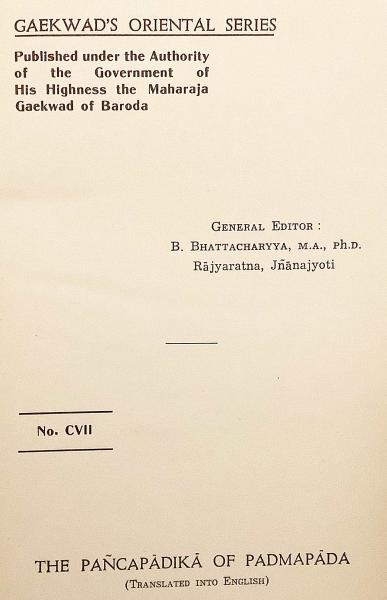 GAEKWAD'S ORIENTAL SERIES
Published under the Authority
of the Government of
His Highness the Maharaja
Gaekwad of Baroda
GENERAL EDITOR :
B. BHATTACHARYYA, M.A., Ph.D.
Rājyaratna, Jñānajyoti
No. CVII
THE PAÑCAPĀDIKĀ OF PADMAPĀDA
(TRANSLATED INTO ENGLISH)